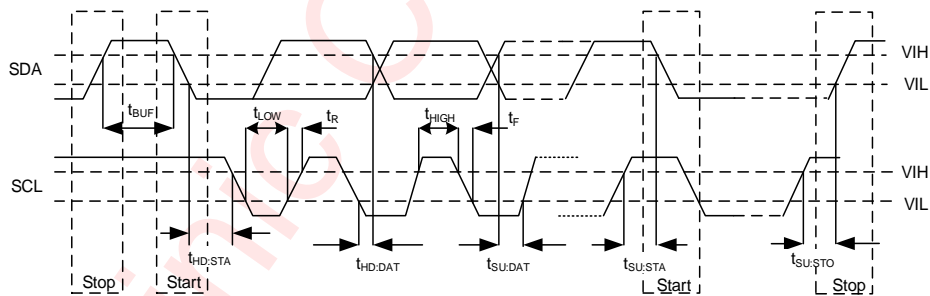 SDA
VIH
VIL
tBUF
tLOW
tR
tHIGH
tF
SCL
VIH
VIL
tHD:STA
tHD:DAT
tSU:DAT
tSU:STA
tSU:STO
Stop
Start
Start
Stop